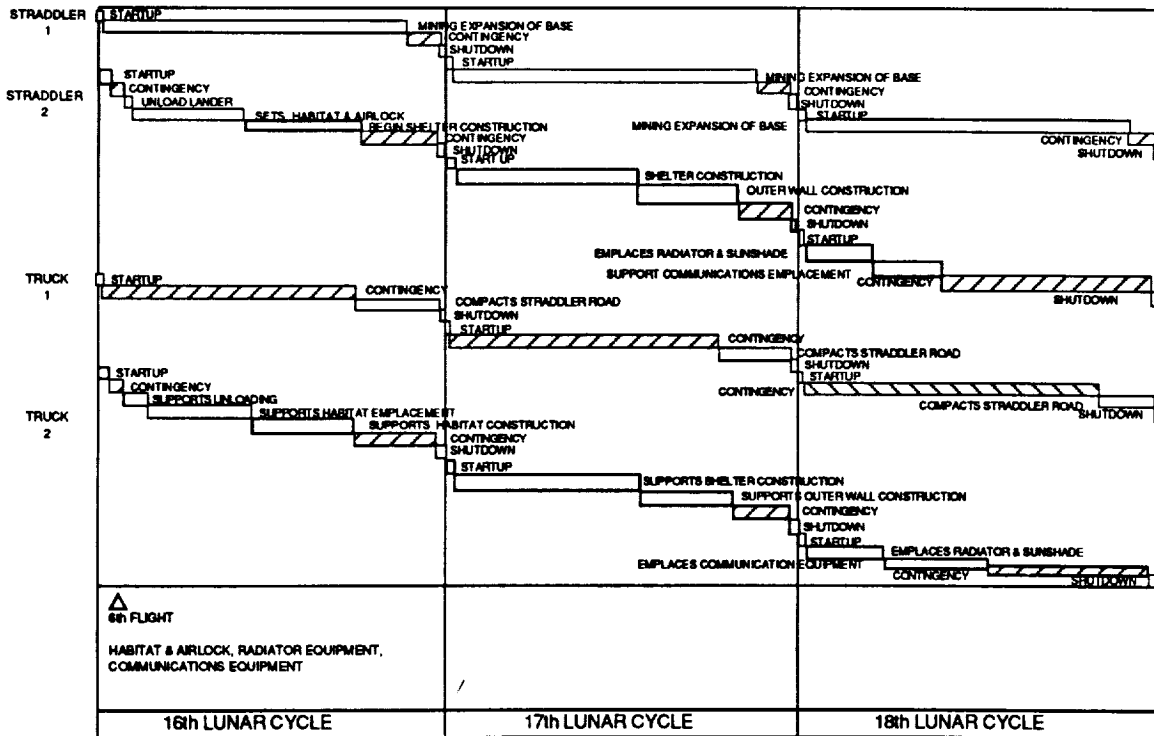 STRADDLER
1
STARTUP
MINING EXPANSION OF BASE
CONTINGENCY
SHUTDOWN
STARTUP
MINING EXPANSION OF BASE
CONTINGENCY
SHUTDOWN
STARTUP
MINING EXPANSION OF BASE
CONTINGENCY
SHUTDOWN
STRADDLER
2
STARTUP
CONTINGENCY
UNLOAD LANDER
SETS HABITAT & AIRLOCK
BEGIN SHELTER CONSTRUCTION
CONTINGENCY
SHUTDOWN
START UP
SHELTER CONSTRUCTION
OUTER WALL CONSTRUCTION
CONTINGENCY
SHUTDOWN
STARTUP
EMPLACES RADIATOR & SUNSHADE
SUPPORT COMMUNICATIONS EMPLACEMENT
CONTINGENCY
SHUTDOWN
TRUCK
1
STARTUP
CONTINGENCY
COMPACTS STRADDLER ROAD
SHUTDOWN
STARTUP
CONTINGENCY
COMPACTS STRADDLER ROAD
SHUTDOWN
STARTUP
CONTINGENCY
COMPACTS STRADDLER ROAD
SHUTDOWN
TRUCK
2
STARTUP
CONTINGENCY
SUPPORTS UNLOADING
SUPPORTS HABITAT EMPLACEMENT
SUPPORTS HABITAT CONSTRUCTION
CONTINGENCY
SHUTDOWN
STARTUP
SUPPORTS SHELTER CONSTRUCTION
SUPPORTS OUTER WALL CONSTRUCTION
CONTINGENCY
SHUTDOWN
STARTUP
EMPLACES RADIATOR & SUNSHADE
EMPLACES COMMUNICATION EQUIPMENT
CONTINGENCY
SHUTDOWN
6th FLIGHT
HABITAT & AIRLOCK, RADIATOR EQUIPMENT,
COMMUNICATIONS EQUIPMENT
16th LUNAR CYCLE
17th LUNAR CYCLE
18th LUNAR CYCLE